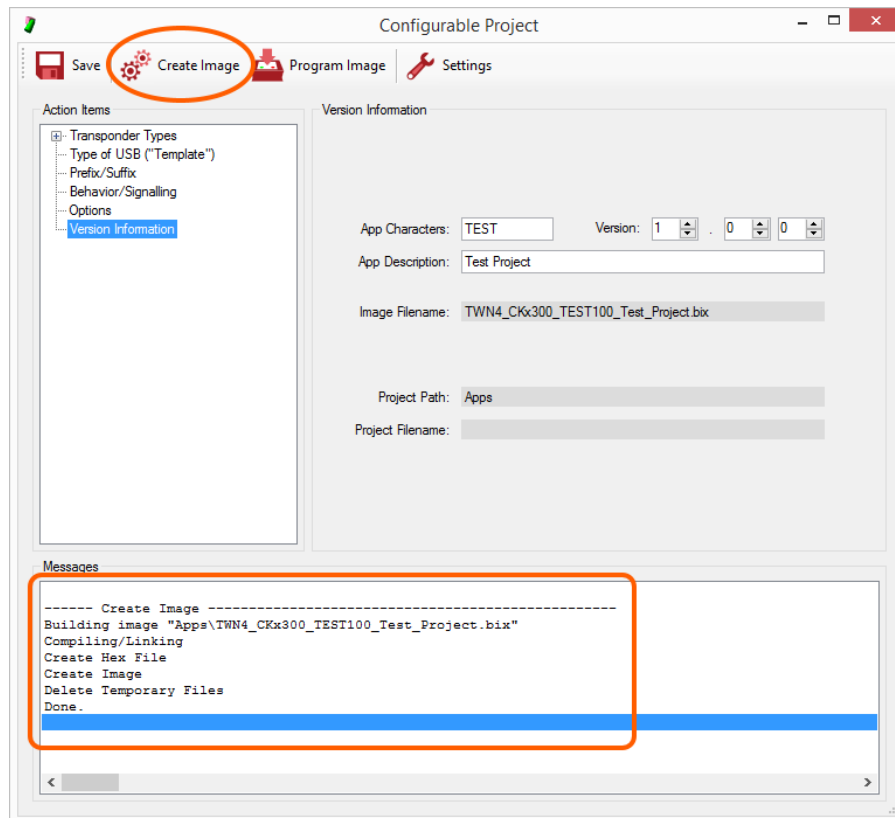 Configurable Project
Save Create Image Program Image Settings
Action Items
Transponder Types
Type of USB ("Template")
Prefix/Suffix
Behavior/Signalling
Options
Version Information
Version Information
App Characters: TEST Version: 1 . 0 0
App Description: Test Project
Image Filename: TWN4_CKx300_TEST100_Test_Project.bix
Project Path: Apps
Project Filename:
Messages
------ Create Image --------------------------------------------------
Building image "Apps\TWN4_CKx300_TEST100_Test_Project.bix"
Compiling/Linking
Create Hex File
Create Image
Delete Temporary Files
Done.